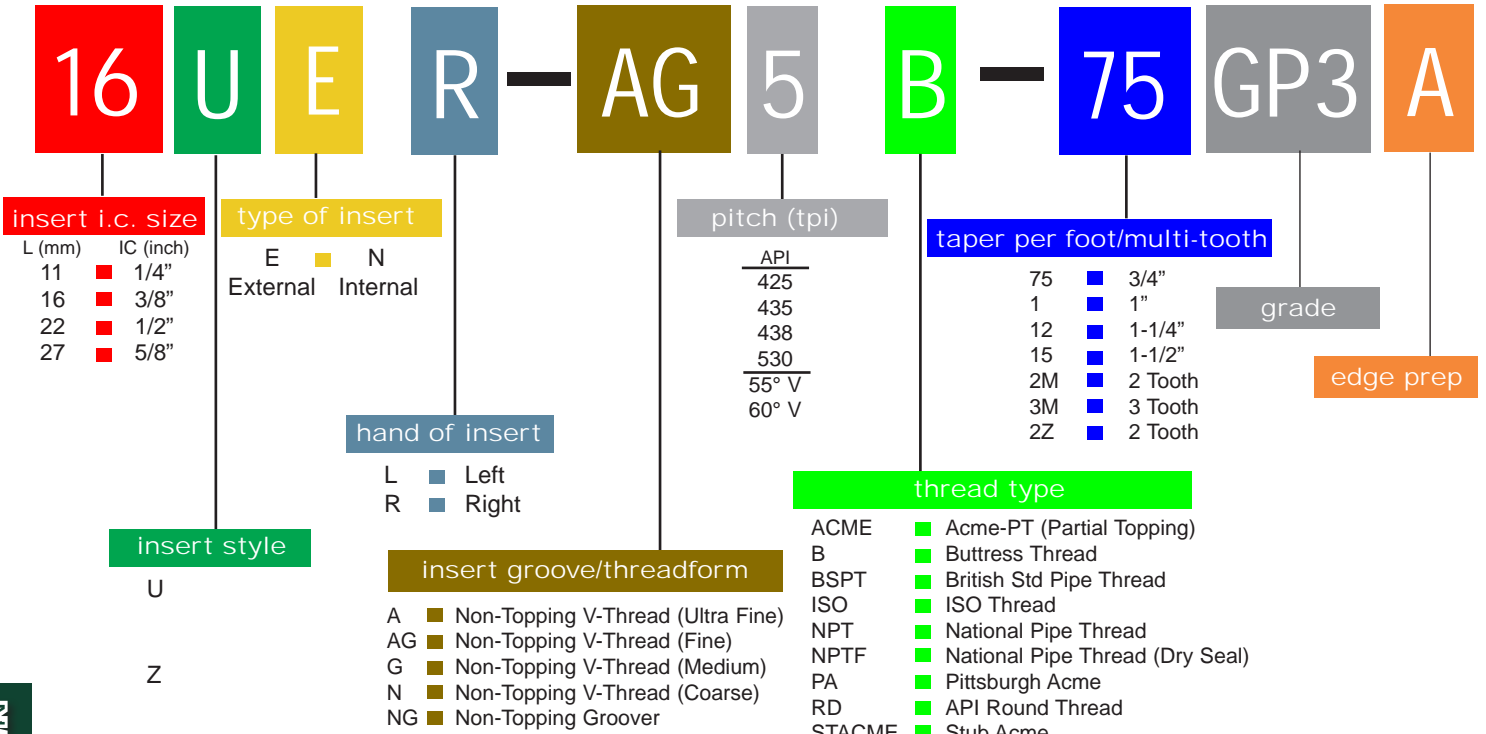 16 U E R - AG 5 B - 75 GP3 A
insert i.c. size
L (mm) IC (inch)
11 1/4”
16 3/8”
22 1/2”
27 5/8”
type of insert
E N
External Internal
pitch (tpi)
API
425
435
438
530
55° V
60° V
taper per foot/multi-tooth
75 3/4”
1 1”
12 1-1/4”
15 1-1/2”
2M 2 Tooth
3M 3 Tooth
2Z 2 Tooth
grade
edge prep
hand of insert
L Left
R Right
insert style
U
Z
insert groove/threadform
A Non-Topping V-Thread (Ultra Fine)
AG Non-Topping V-Thread (Fine)
G Non-Topping V-Thread (Medium)
N Non-Topping V-Thread (Coarse)
NG Non-Topping Groover
thread type
ACME Acme-PT (Partial Topping)
B Buttress Thread
BSPT British Std Pipe Thread
ISO ISO Thread
NPT National Pipe Thread
NPTF National Pipe Thread (Dry Seal)
PA Pittsburgh Acme
RD API Round Thread
STACME Stub Acme